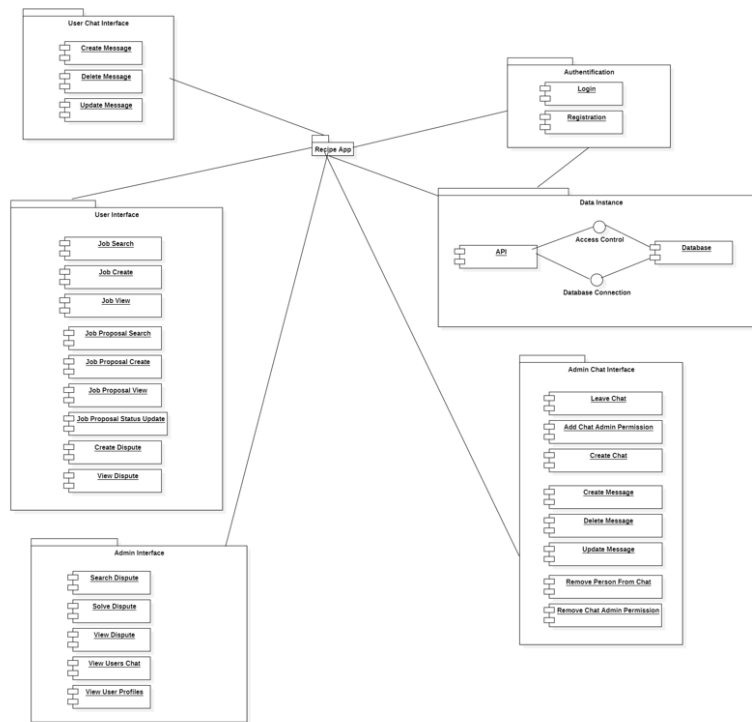 User Chat Interface
Create Message
Delete Message
Update Message
Authentification
Login
Registration
Recipe App
User Interface
Job Search
Job Create
Job View
Job Proposal Search
Job Proposal Create
Job Proposal View
Job Proposal Status Update
Create Dispute
View Dispute
Data Instance
API
Access Control
Database
Database Connection
Admin Chat Interface
Leave Chat
Add Chat Admin Permission
Create Chat
Create Message
Delete Message
Update Message
Remove Person From Chat
Remove Chat Admin Permission
Admin Interface
Search Dispute
Solve Dispute
View Dispute
View Users Chat
View User Profiles